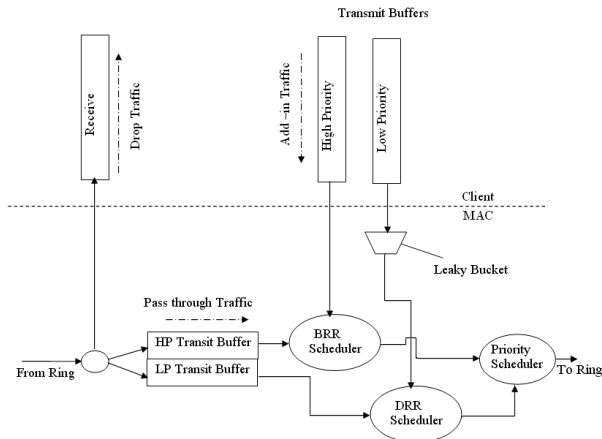 Transmit Buffers
Receive
Drop Traffic
Add –in Traffic
High Priority
Low Priority
Client
MAC
Leaky Bucket
Pass through Traffic
HP Transit Buffer
LP Transit Buffer
BRR
Scheduler
Priority
Scheduler
From Ring
To Ring
DRR
Scheduler